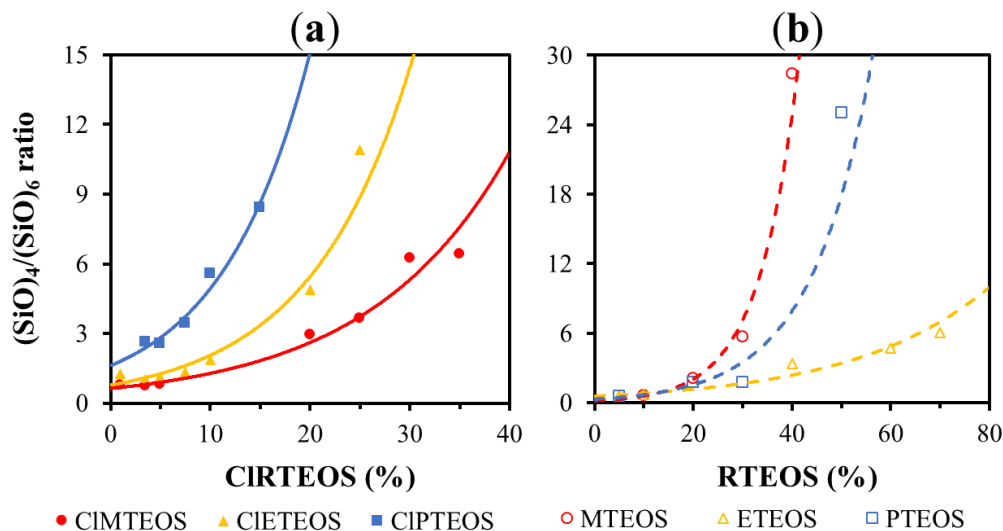 (a)
(b)
15
12
9
6
3
0
(SiO)4/(SiO)6 ratio
0 10 20 30 40
ClRTEOS (%)
30
24
18
12
6
0
0 20 40 60 80
RTEOS (%)
ClMTEOS ClETEOS ClPTEOS
MTEOS ETEOS PTEOS